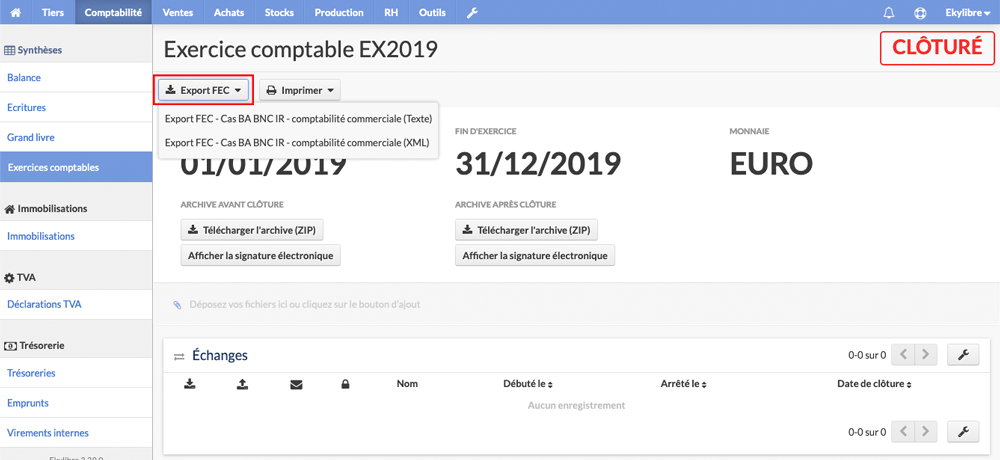 Tiers Comptabilité Ventes Achats Stocks Production RH Outils Ekylibre
Synthèses
Balance
Ecritures
Grand livre
Exercices comptables
Immobilisations
Immobilisations
TVA
Déclarations TVA
Trésorerie
Trésoreries
Emprunts
Virements internes
Exercice comptable EX2019
CLÔTURÉ
Export FEC Imprimer
Export FEC - Cas BA BNC IR - comptabilité commerciale (Texte)
Export FEC - Cas BA BNC IR - comptabilité commerciale (XML)
FIN D'EXERCICE MONNAIE
01/01/2019 31/12/2019 EURO
ARCHIVE AVANT CLÔTURE ARCHIVE APRÈS CLÔTURE
Télécharger l'archive (ZIP) Télécharger l'archive (ZIP)
Afficher la signature électronique Afficher la signature électronique
Déposez vos fichiers ici ou cliquez sur le bouton d'ajout
Échanges 0-0 sur 0
Nom Débuté le Arrêté le Date de clôture
Aucun enregistrement
0-0 sur 0